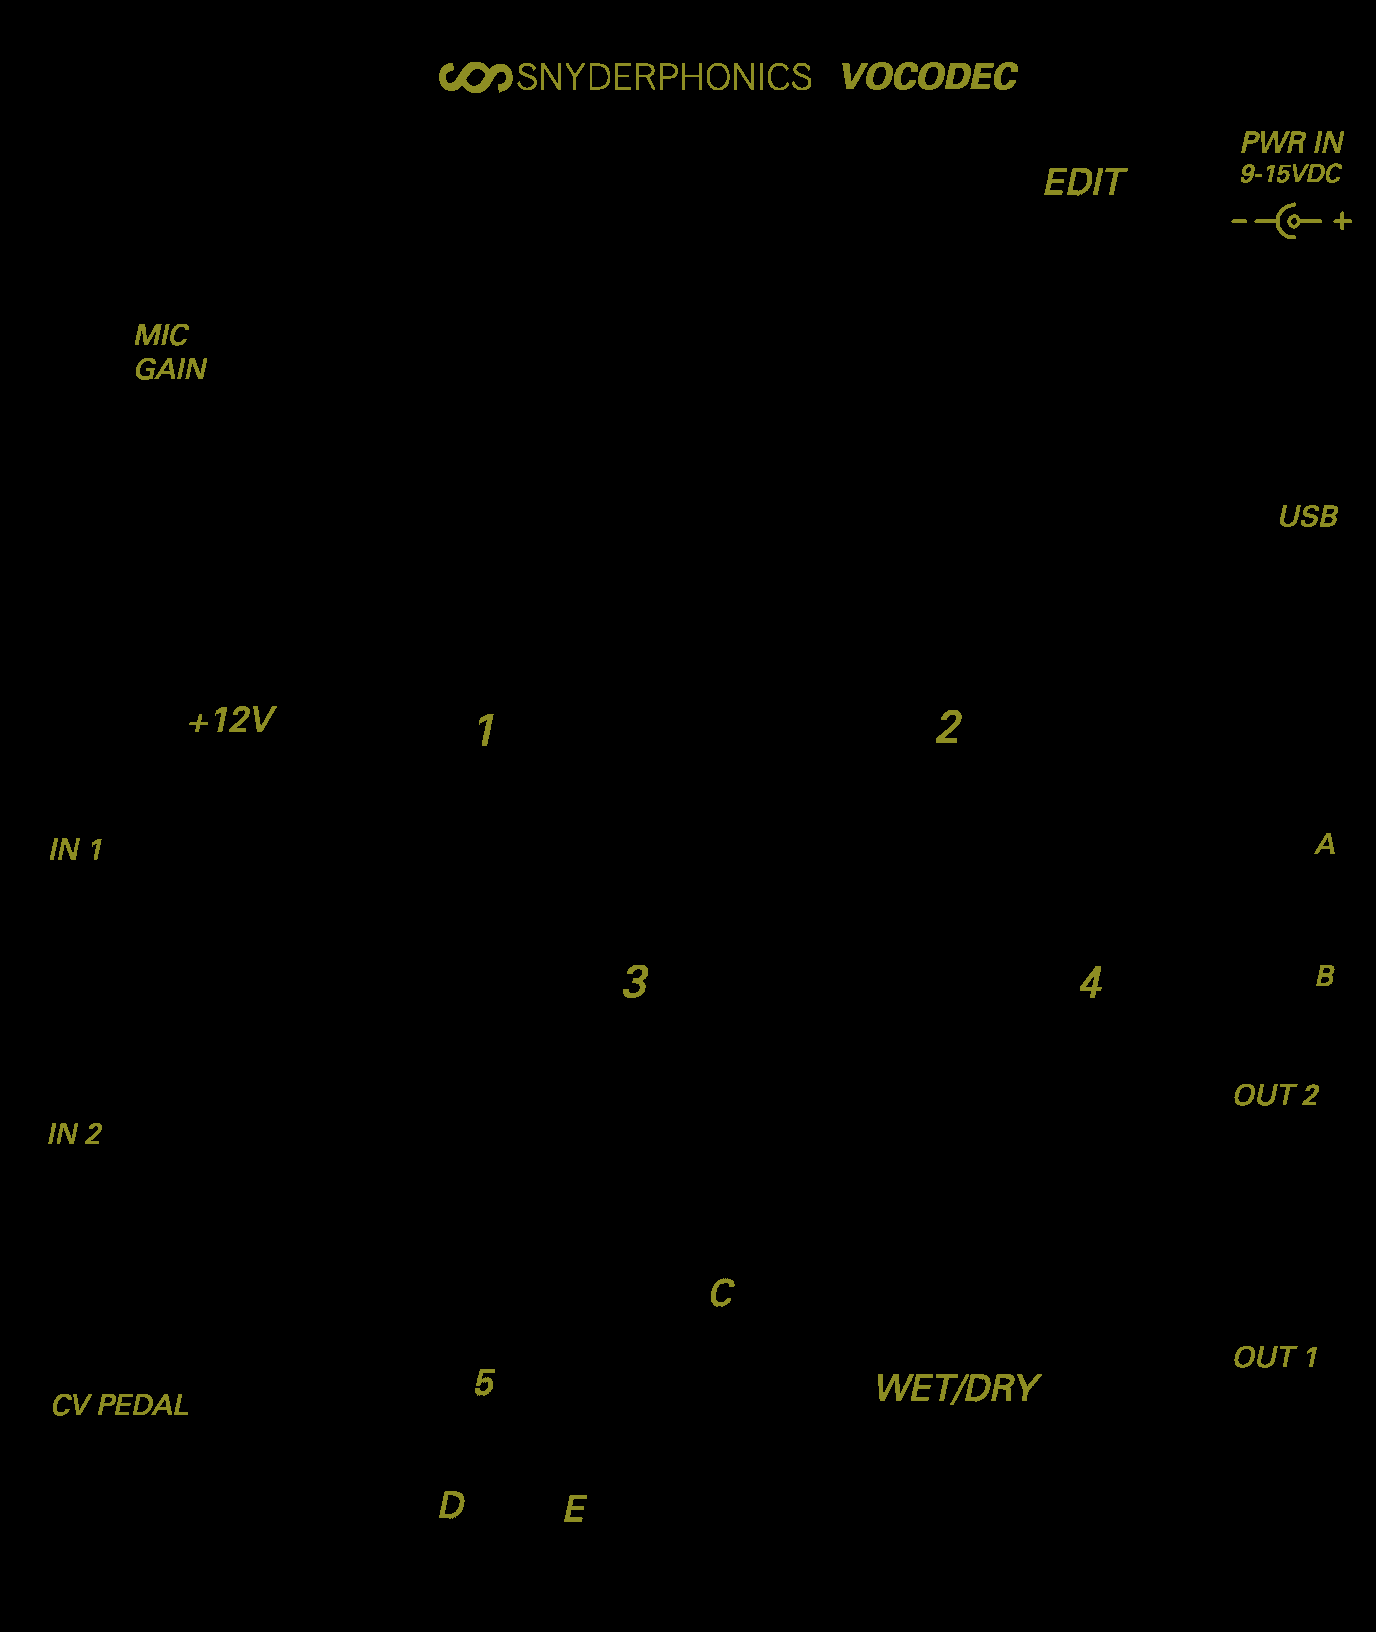 SNYDERPHONICS VOCODEC
PWR IN
9-15VDC
EDIT
- +
MIC
GAIN
USB
+12V
1
2
IN 1
A
3
4
B
OUT 2
IN 2
C
OUT 1
5
WET/DRY
CV PEDAL
D
E